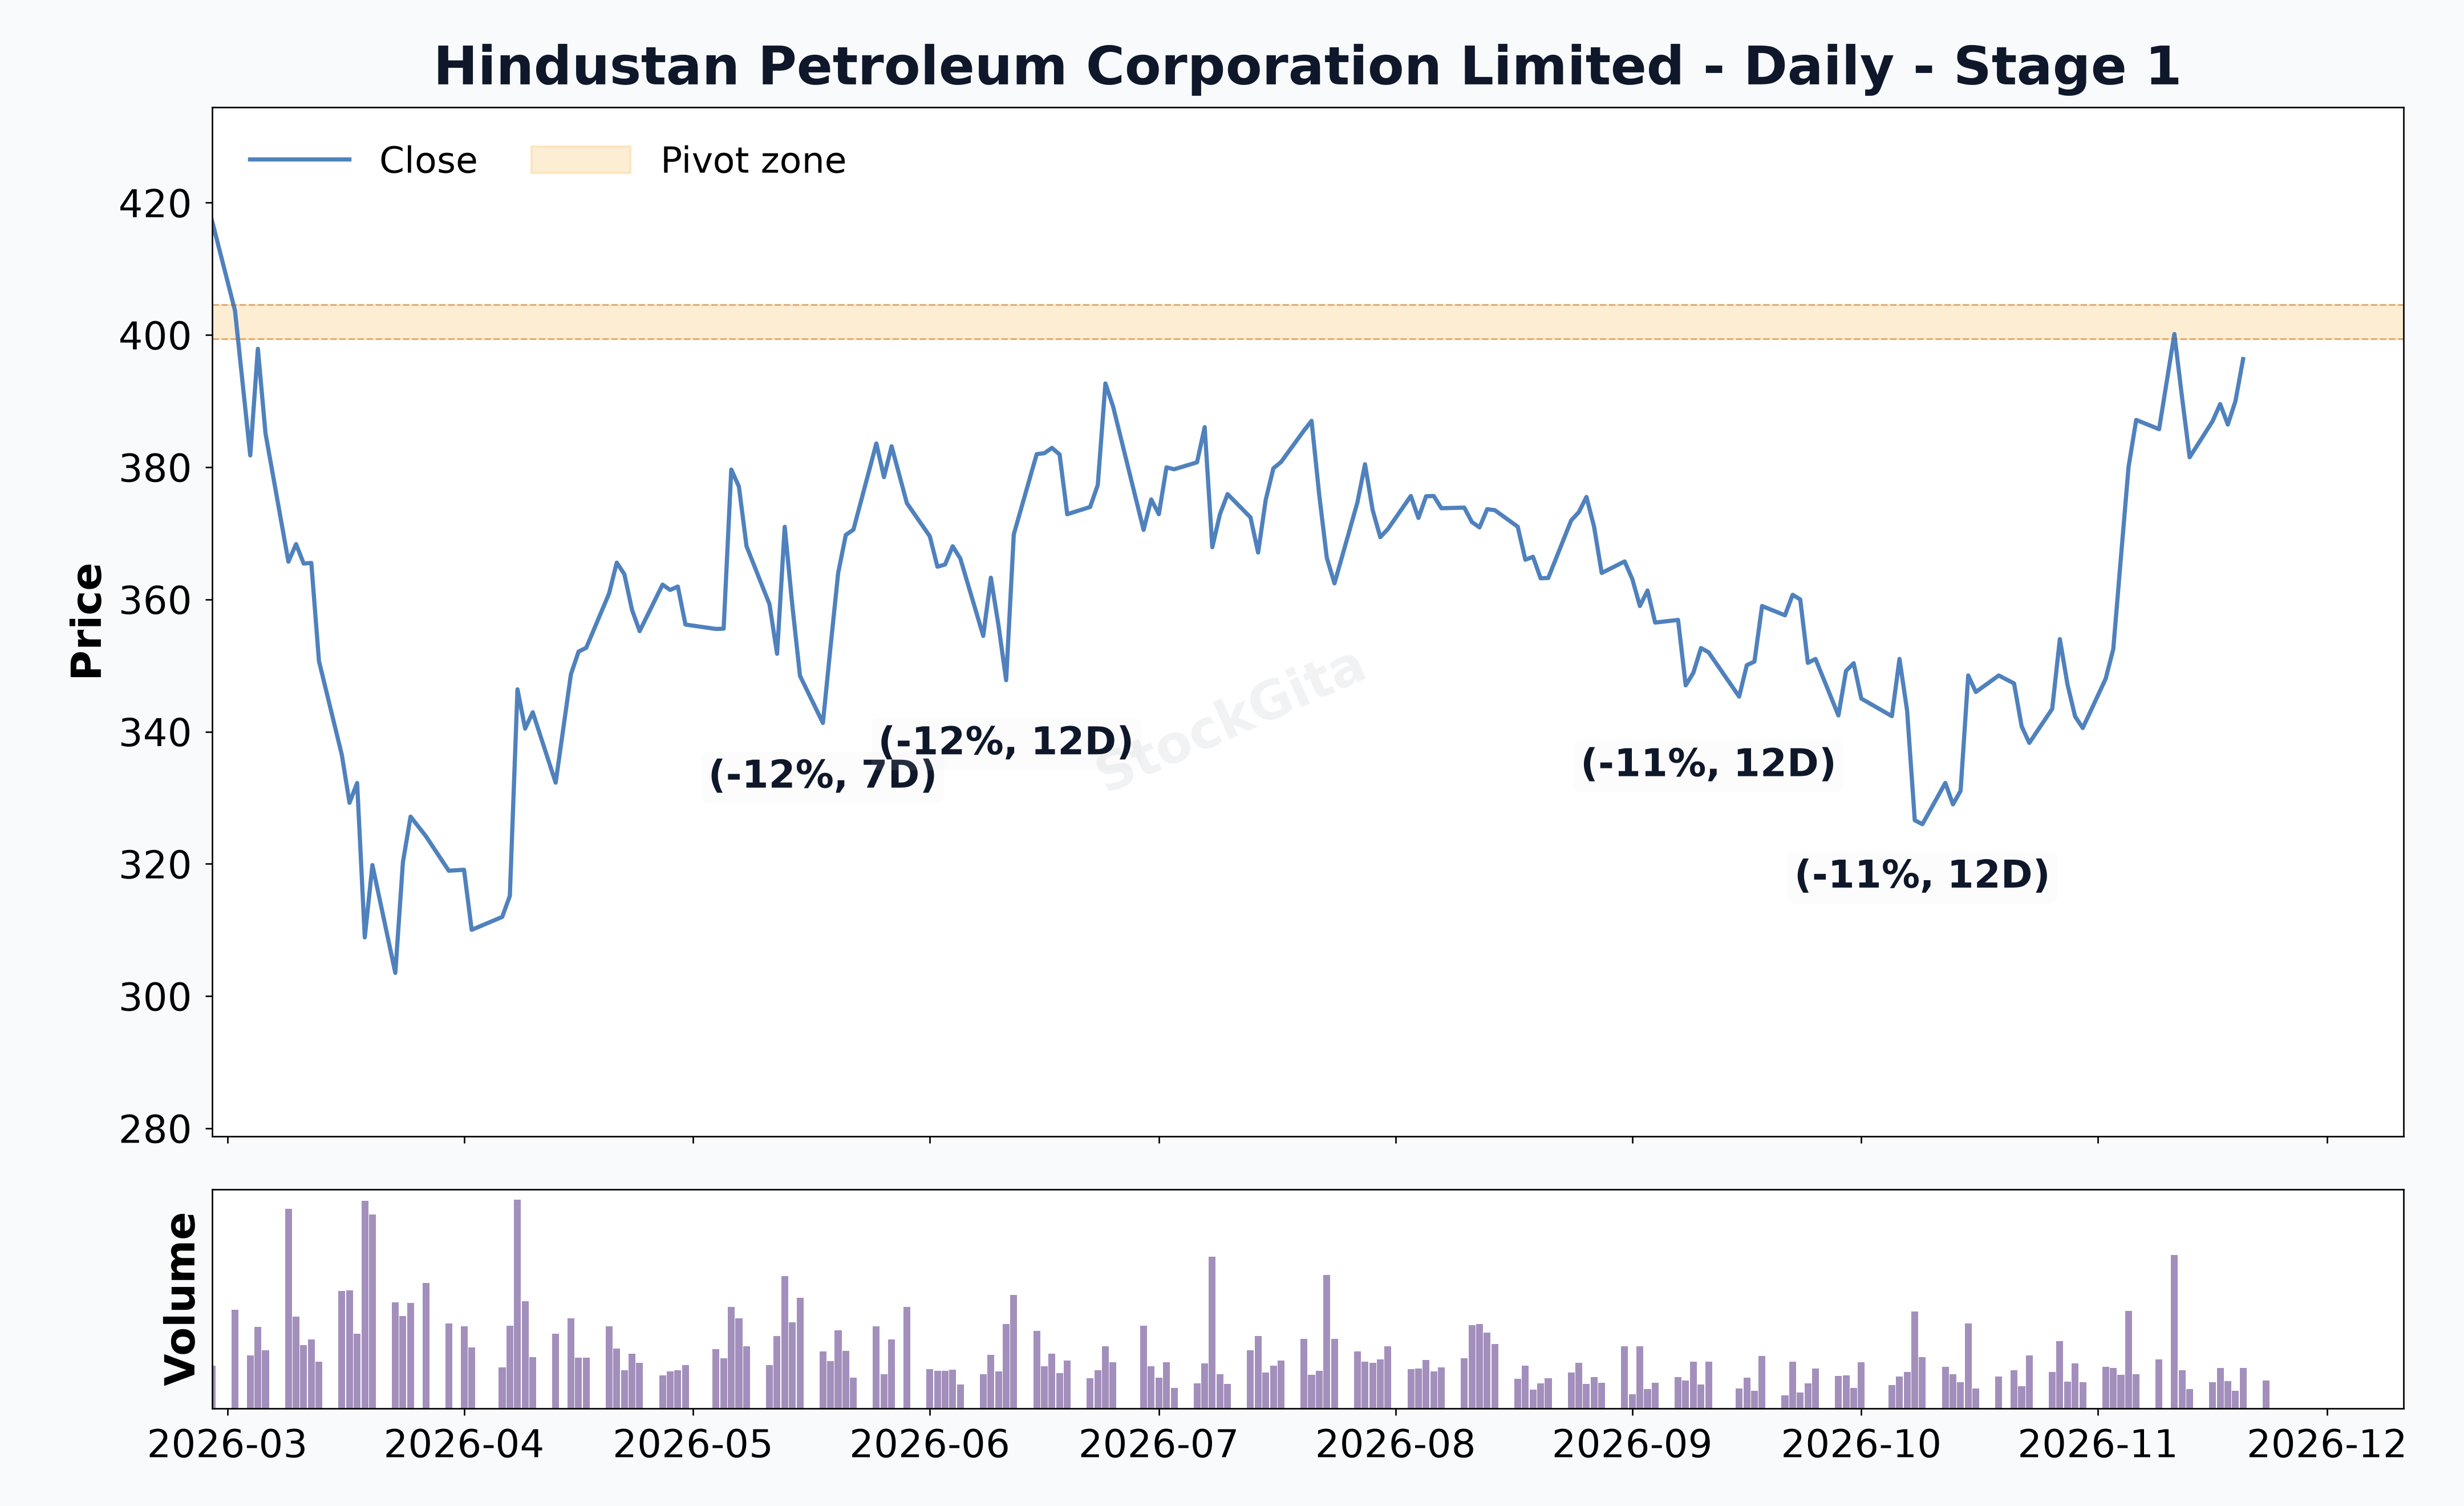 Hindustan Petroleum Corporation Limited - Daily - Stage 1
Close
Pivot zone
420
400
380
360
340
320
300
280
Price
StockGita
(-12%, 12D)
(-12%, 7D)
(-11%, 12D)
(-11%, 12D)
Volume
2026-03
2026-04
2026-05
2026-06
2026-07
2026-08
2026-09
2026-10
2026-11
2026-12